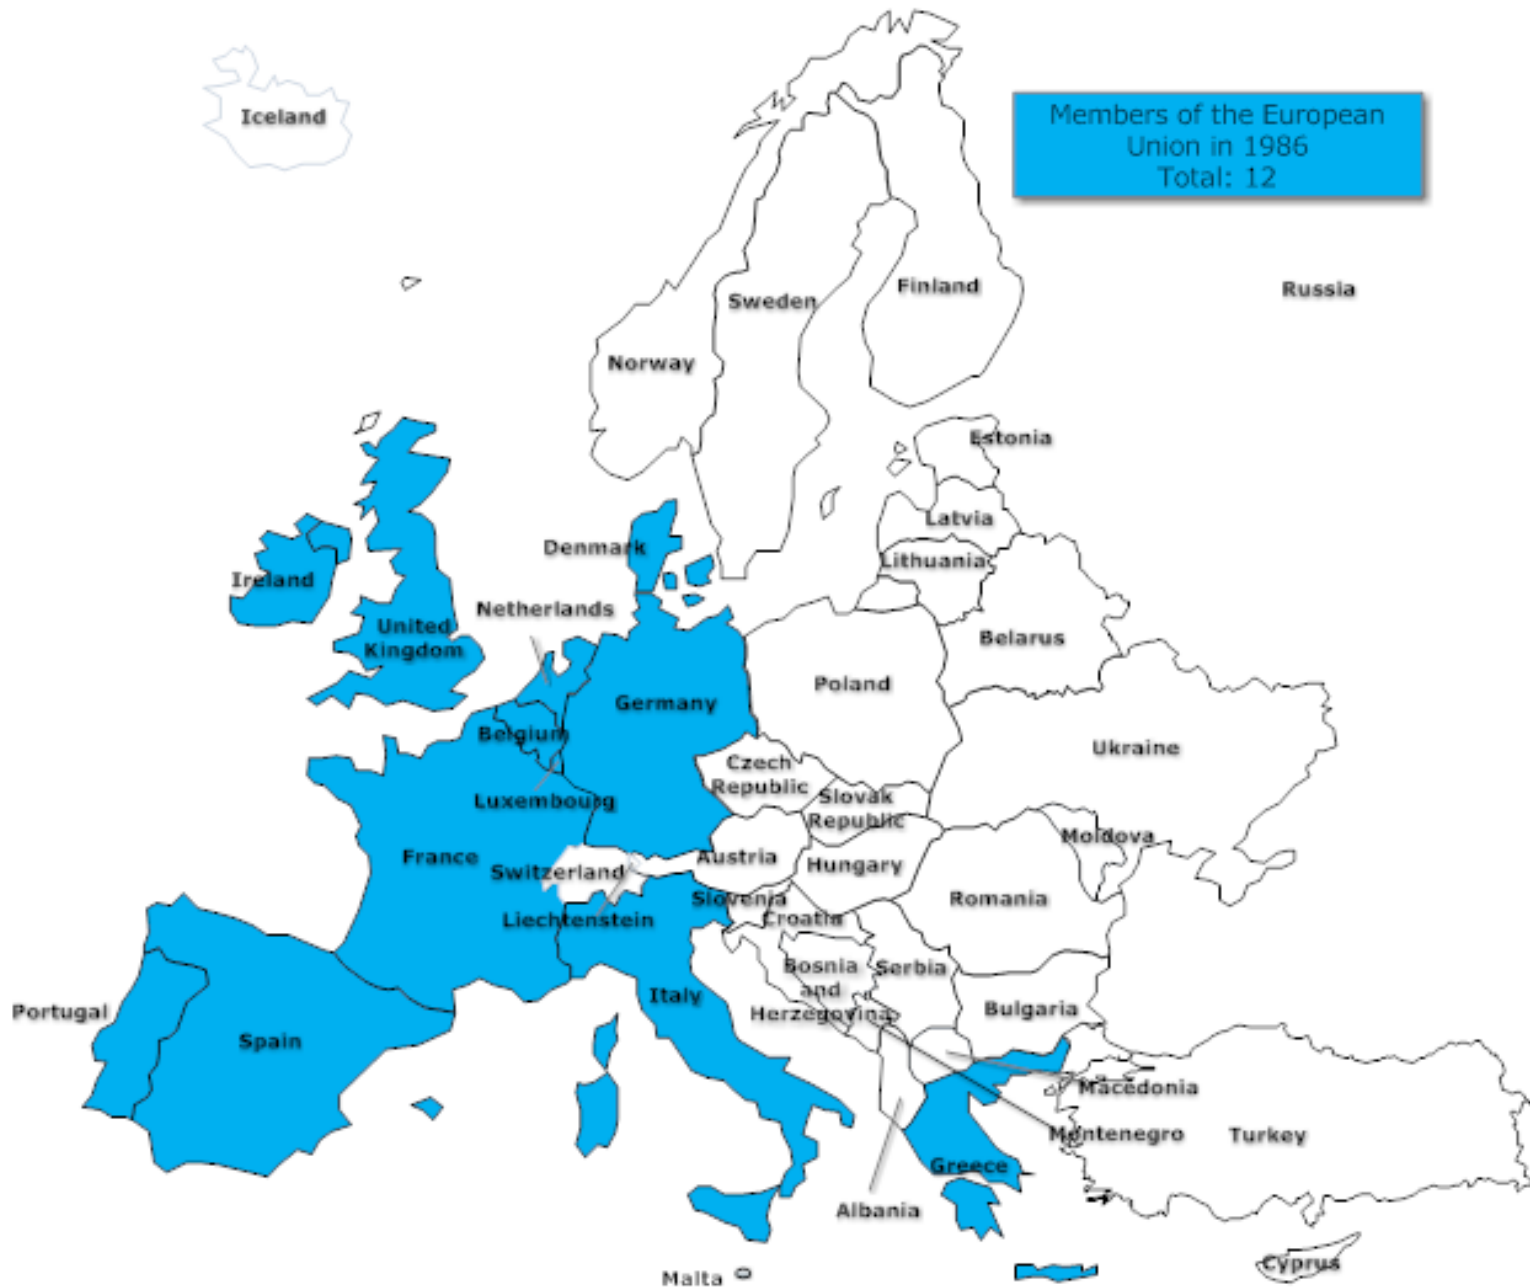 Iceland
Members of the European
Union in 1986
Total: 12
Russia
Finland
Sweden
Norway
Estonia
Latvia
Lithuania
Denmark
Ireland
Netherlands
United
Kingdom
Belarus
Poland
Germany
Belgium
Ukraine
Czech
Republic
Luxembourg
Slovak
Republic
Moldova
France
Austria
Hungary
Switzerland
Slovenia
Romania
Liechtenstein
Croatia
Bosnia
and
Herzegovina
Serbia
Italy
Bulgaria
Portugal
Spain
Macedonia
Montenegro
Turkey
Greece
Albania
Cyprus
Malta